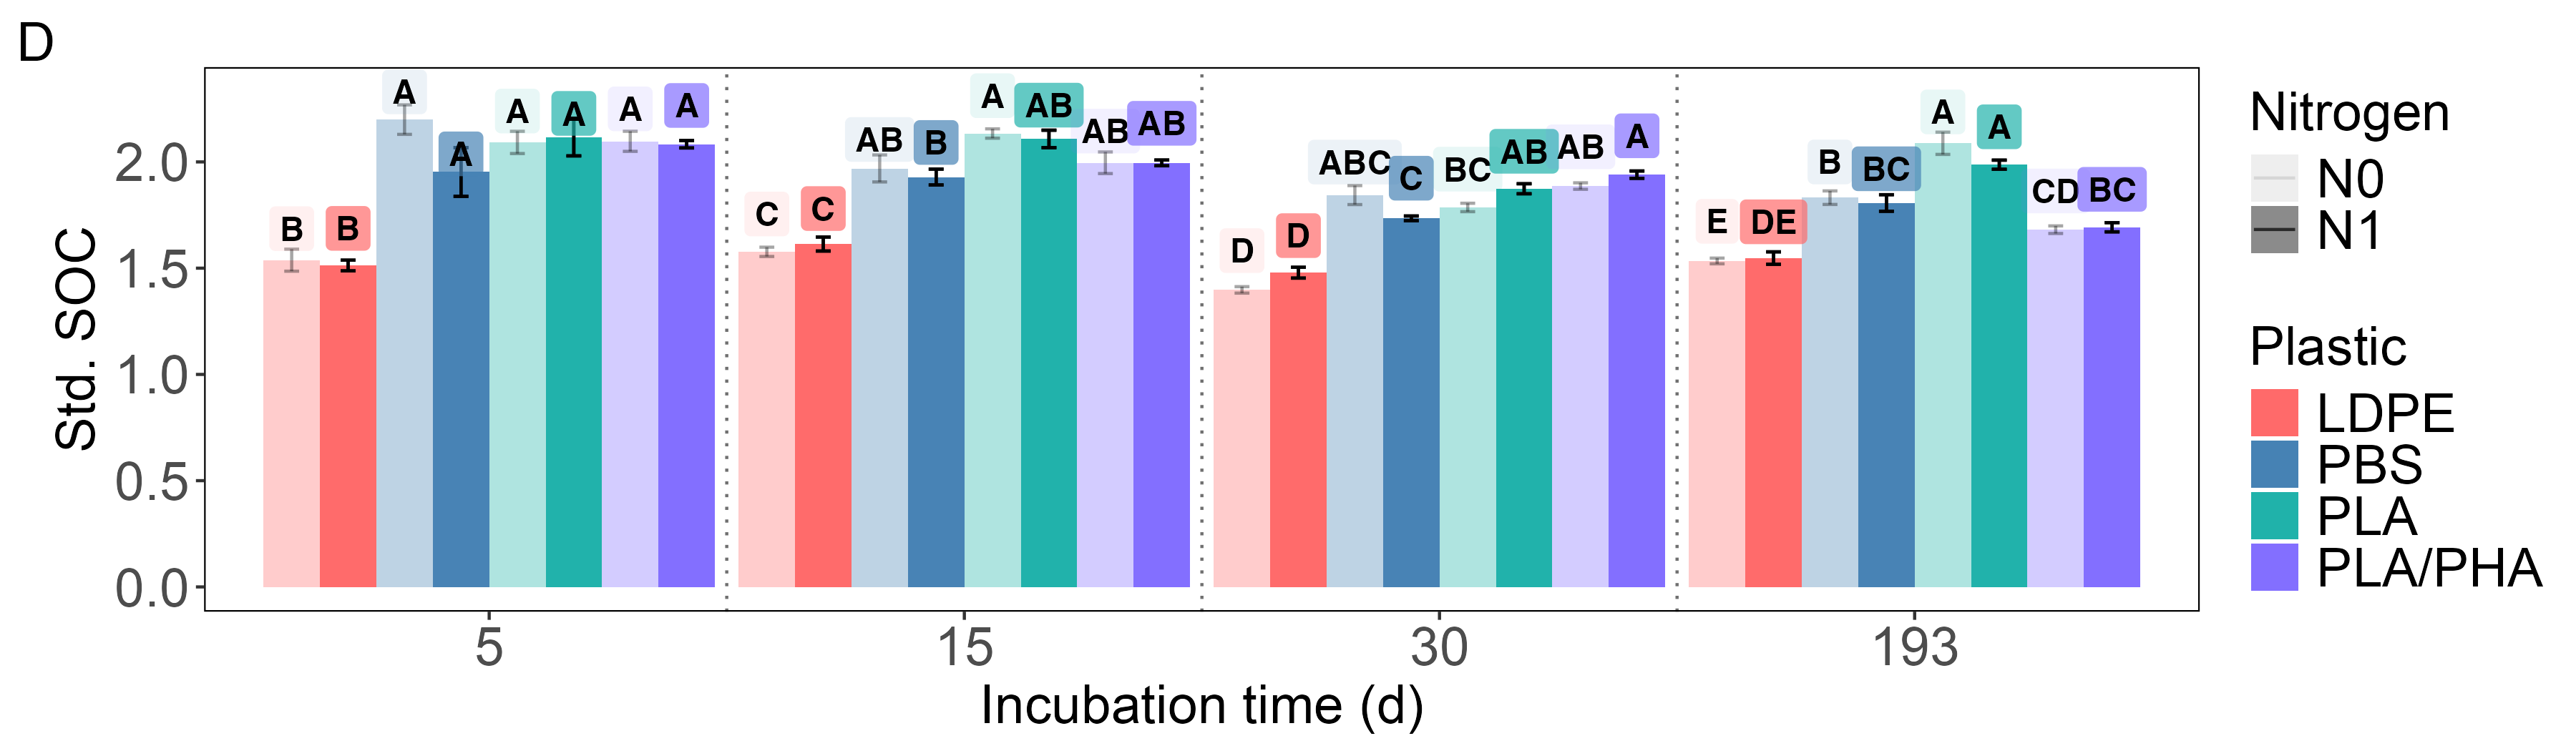 D
Std. SOC
2.0
1.5
1.0
0.5
0.0
B B A A A A A A
C C AB B A AB AB AB
D D ABC C BC AB AB A
E DE B BC A A CD BC
5 15 30 193
Incubation time (d)
Nitrogen
N0
N1
Plastic
LDPE
PBS
PLA
PLA/PHA